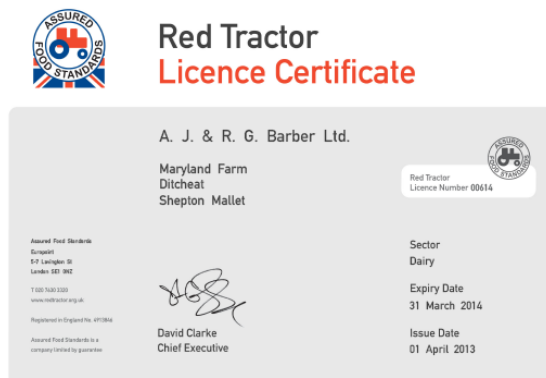 ASSURED
FOOD STANDARDS
Red Tractor
Licence Certificate
A. J. & R. G. Barber Ltd.
Maryland Farm
Ditcheat
Shepton Mallet
ASSURED
FOOD STANDARDS
Red Tractor
Licence Number 00614
Assured Food Standards
Europoint
5-7 Lavington St
London SE1 0NZ
T 020 7630 3320
www.redtractor.org.uk
Registered in England No. 4913846
Assured Food Standards is a
company limited by guarantee
David Clarke
Chief Executive
Sector
Dairy
Expiry Date
31 March 2014
Issue Date
01 April 2013